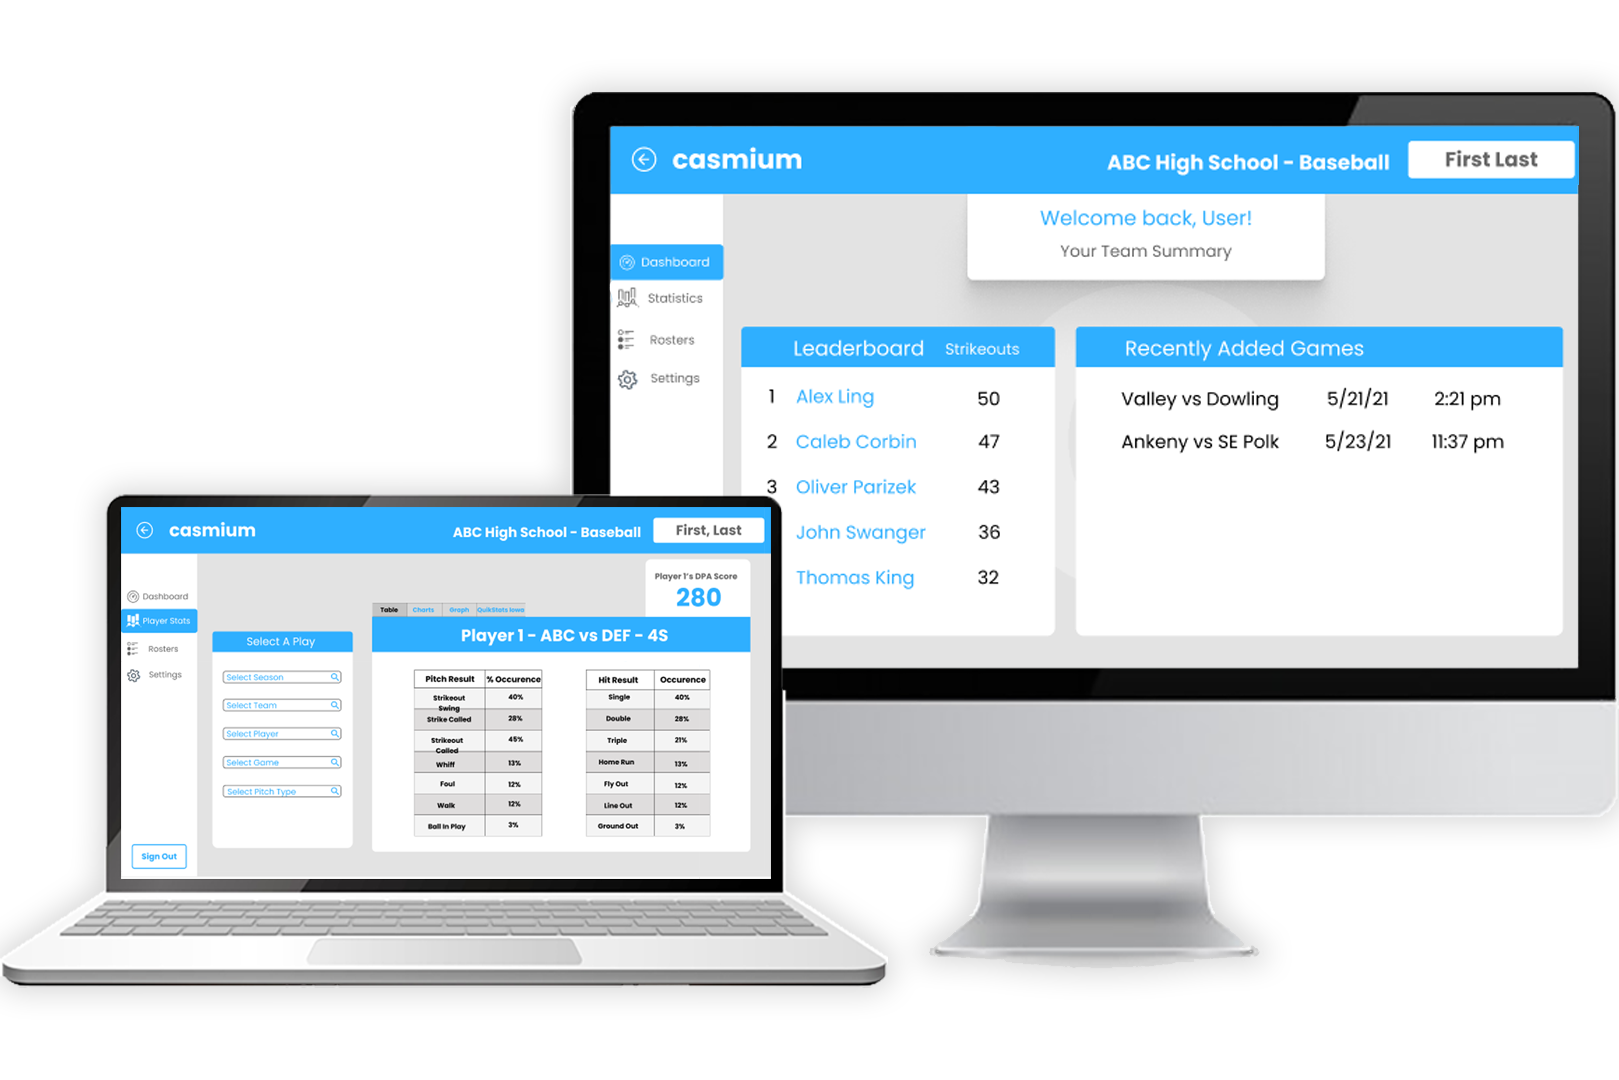 casmium
ABC High School - Baseball
First Last
Welcome back, User!
Your Team Summary
Dashboard
Statistics
Rosters
Settings
Leaderboard Strikeouts
1 Alex Ling 50
2 Caleb Corbin 47
3 Oliver Parizek 43
John Swanger 36
Thomas King 32
Recently Added Games
Valley vs Dowling 5/21/21 2:21 pm
Ankeny vs SE Polk 5/23/21 11:37 pm
casmium
ABC High School - Baseball
First, Last
Dashboard
Player Stats
Rosters
Settings
Sign Out
Select A Play
Select Season
Select Team
Select Player
Select Game
Select Pitch Type
Player 1's DPA Score
280
Table Charts Graph QuikStats Iowa
Player 1 - ABC vs DEF - 4S
Pitch Result % Occurence
Strikeout Swing 40%
Strike Called 28%
Strikeout Called 45%
Whiff 13%
Foul 12%
Walk 12%
Ball In Play 3%
Hit Result Occurence
Single 40%
Double 28%
Triple 21%
Home Run 13%
Fly Out 12%
Line Out 12%
Ground Out 3%